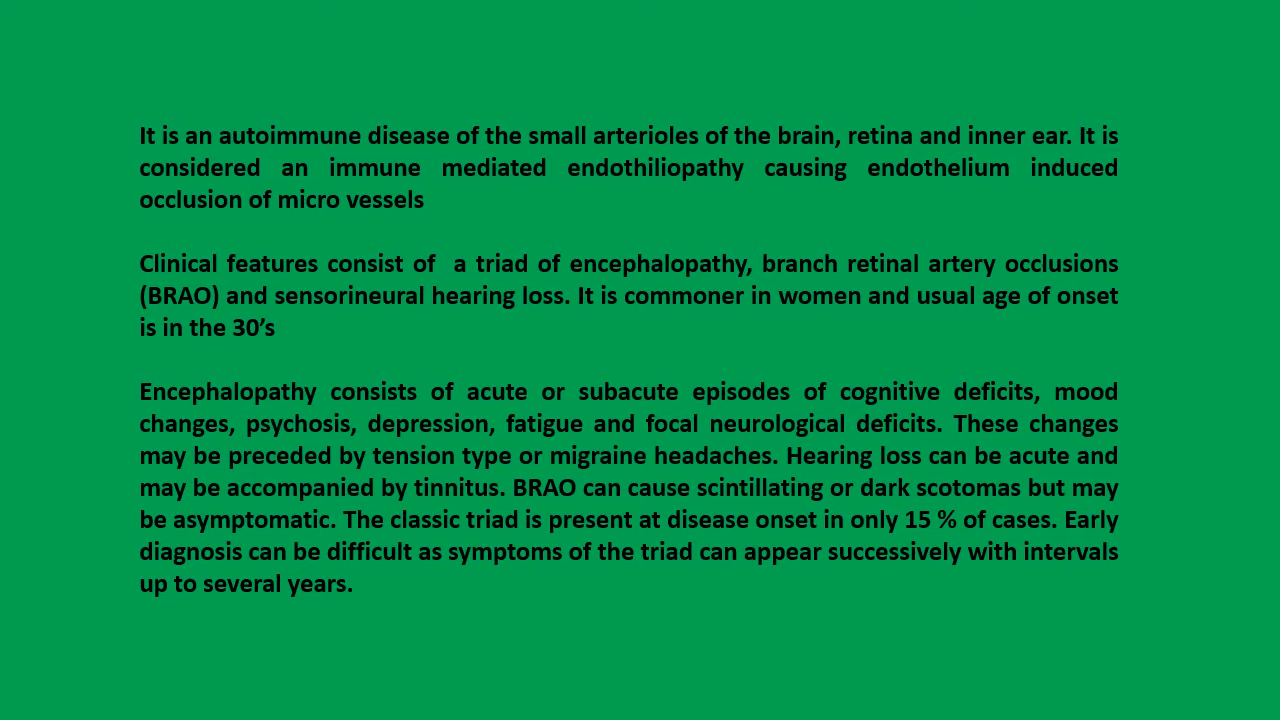 It is an autoimmune disease of the small arterioles of the brain, retina and inner ear. It is
considered an immune mediated endothiliopathy causing endothelium induced
occlusion of micro vessels
Clinical features consist of  a triad of encephalopathy, branch retinal artery occlusions
(BRAO) and sensorineural hearing loss. It is commoner in women and usual age of onset
is in the 30’s
Encephalopathy consists of acute or subacute episodes of cognitive deficits, mood
changes, psychosis, depression, fatigue and focal neurological deficits. These changes
may be preceded by tension type or migraine headaches. Hearing loss can be acute and
may be accompanied by tinnitus. BRAO can cause scintillating or dark scotomas but may
be asymptomatic. The classic triad is present at disease onset in only 15 % of cases. Early
diagnosis can be difficult as symptoms of the triad can appear successively with intervals
up to several years.